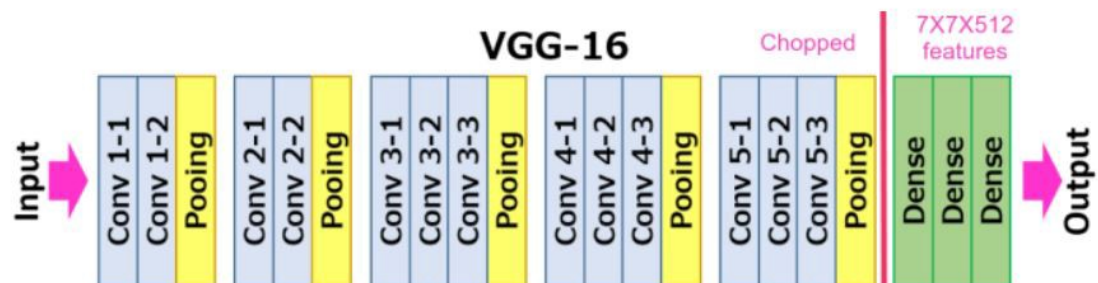 VGG-16
Chopped
7X7X512
features
Input
Conv 1-1
Conv 1-2
Pooing
Conv 2-1
Conv 2-2
Pooing
Conv 3-1
Conv 3-2
Conv 3-3
Pooing
Conv 4-1
Conv 4-2
Conv 4-3
Pooing
Conv 5-1
Conv 5-2
Conv 5-3
Pooing
Dense
Dense
Dense
Output